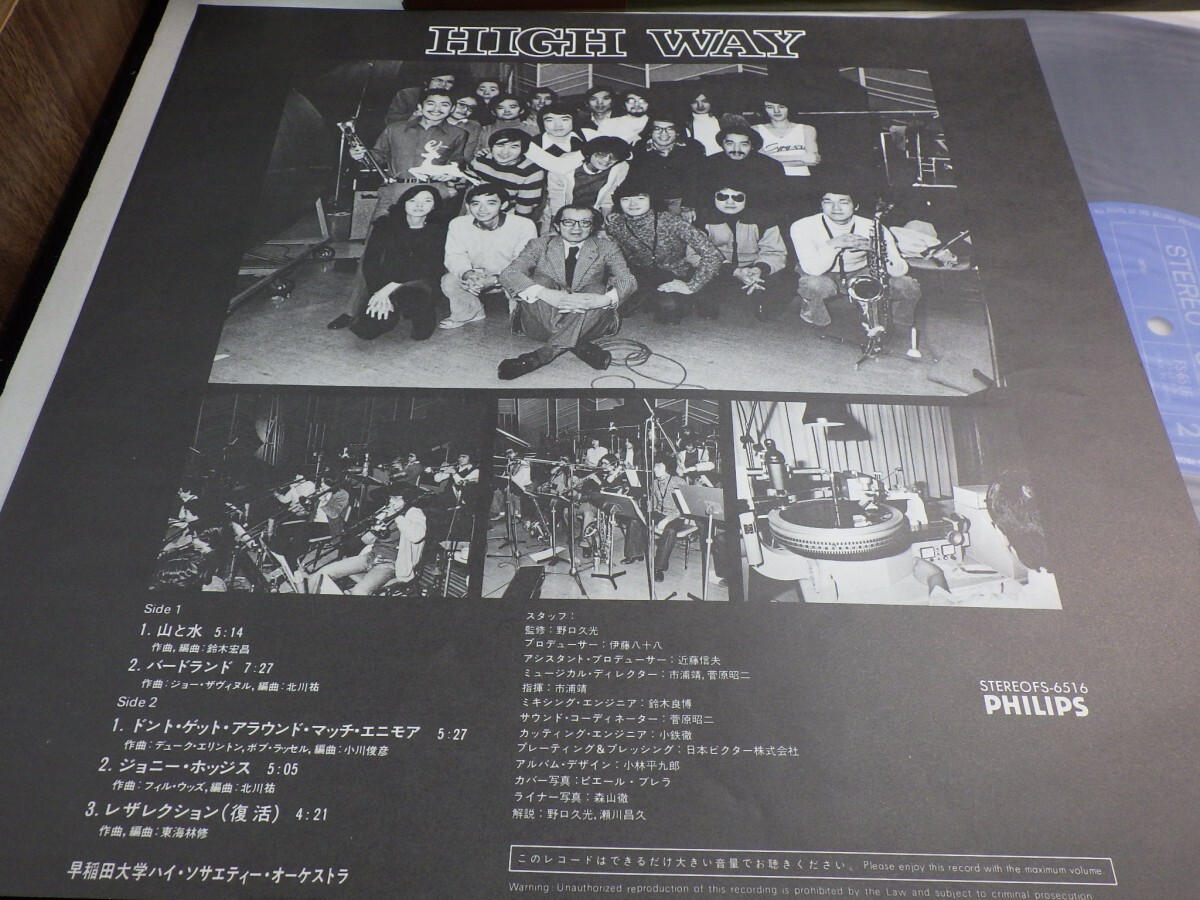 HIGH WAY
STEREO
2
Side 1
1. 山と水 5:14
作曲, 編曲：鈴木宏昌
2. バードランド 7:27
作曲：ジョー・ザヴィヌル, 編曲：北川祐
Side 2
1. ドント・ゲット・アラウンド・マッチ・エニモア 5:27
作曲：デューク・エリントン, ボブ・ラッセル, 編曲：小川俊彦
2. ジョニー・ホッジス 5:05
作曲：フィル・ウッズ, 編曲：北川祐
3. レザレクション(復活) 4:21
作曲, 編曲：東海林修
早稲田大学ハイ・ソサエティー・オーケストラ
スタッフ：
監修：野口久光
プロデューサー：伊藤八十八
アシスタント・プロデューサー：近藤信夫
ミュージカル・ディレクター：市浦靖, 菅原昭二
指揮：市浦靖
ミキシング・エンジニア：鈴木良博
サウンド・コーディネーター：菅原昭二
カッティング・エンジニア：小鉄徹
プレーティング&プレッシング：日本ビクター株式会社
アルバム・デザイン：小林平九郎
カバー写真：ピエール・ブレラ
ライナー写真：森山徹
解説：野口久光, 瀬川昌久
STEREOFS-6516
PHILIPS
このレコードはできるだけ大きい音量でお聴きください。Please enjoy this record with the maximum volume.
Warning: Unauthorized reproduction of this recording is prohibited by the Law and subject to criminal prosecution.